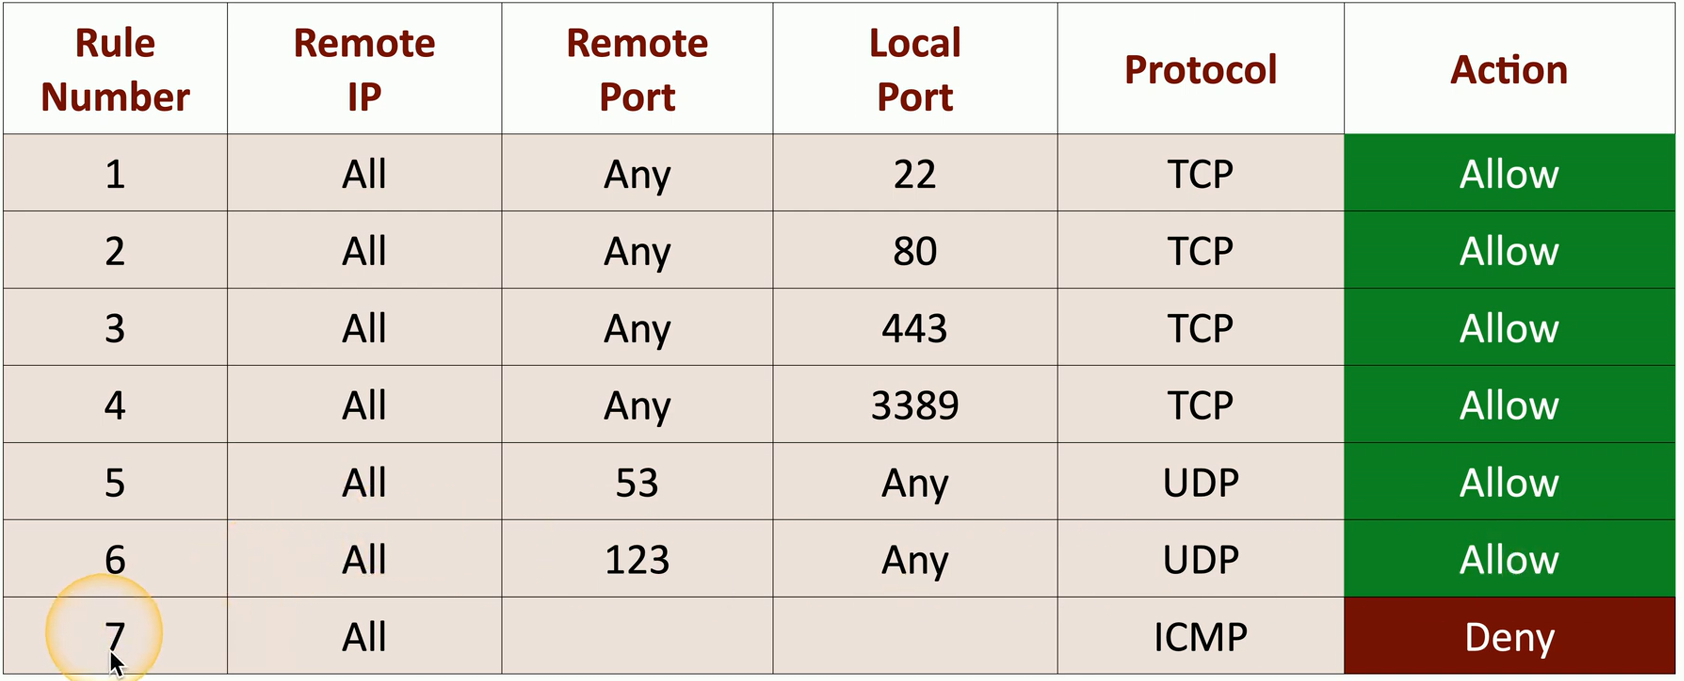 Rule Number | Remote IP | Remote Port | Local Port | Protocol | Action
1 | All | Any | 22 | TCP | Allow
2 | All | Any | 80 | TCP | Allow
3 | All | Any | 443 | TCP | Allow
4 | All | Any | 3389 | TCP | Allow
5 | All | 53 | Any | UDP | Allow
6 | All | 123 | Any | UDP | Allow
7 | All | | | ICMP | Deny